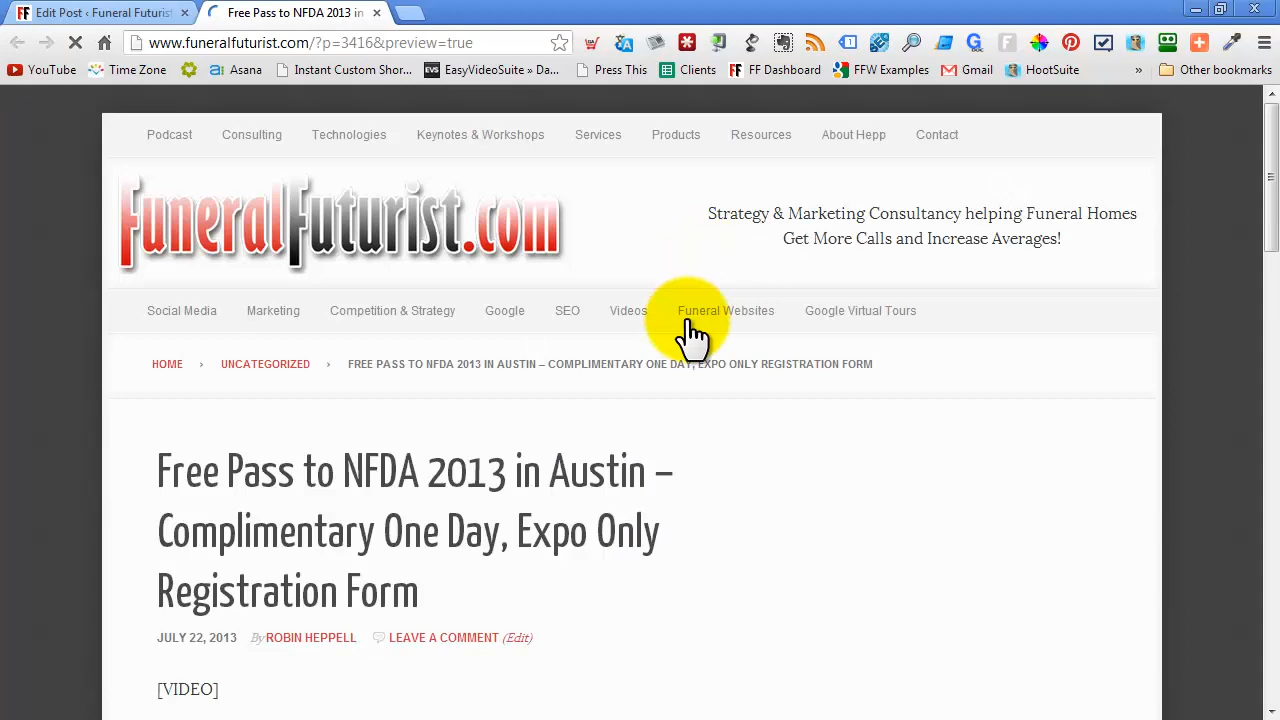 Edit Post ‹ Funeral Futurist
Free Pass to NFDA 2013 in
www.funeralfuturist.com/?p=3416&preview=true
YouTube Time Zone Asana Instant Custom Sho... EVS EasyVideoSuite » Da... Press This Clients FF FF Dashboard FFW Examples Gmail HootSuite » Other bookmarks
Podcast Consulting Technologies Keynotes & Workshops Services Products Resources About Hepp Contact
FuneralFuturist.com
Strategy & Marketing Consultancy helping Funeral Homes
Get More Calls and Increase Averages!
Social Media Marketing Competition & Strategy Google SEO Videos Funeral Websites Google Virtual Tours
HOME › UNCATEGORIZED › FREE PASS TO NFDA 2013 IN AUSTIN – COMPLIMENTARY ONE DAY, EXPO ONLY REGISTRATION FORM
Free Pass to NFDA 2013 in Austin –
Complimentary One Day, Expo Only
Registration Form
JULY 22, 2013 By ROBIN HEPPELL LEAVE A COMMENT (Edit)
[VIDEO]